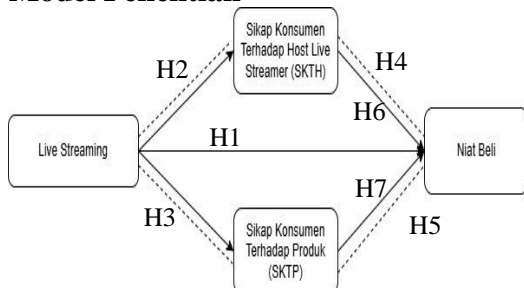 Model Penelitian
Sikap Konsumen
Terhadap Host Live
Streamer (SKTH)
H2
H4
H6
Live Streaming
H1
Niat Beli
H3
H7
H5
Sikap Konsumen
Terhadap Produk
(SKTP)